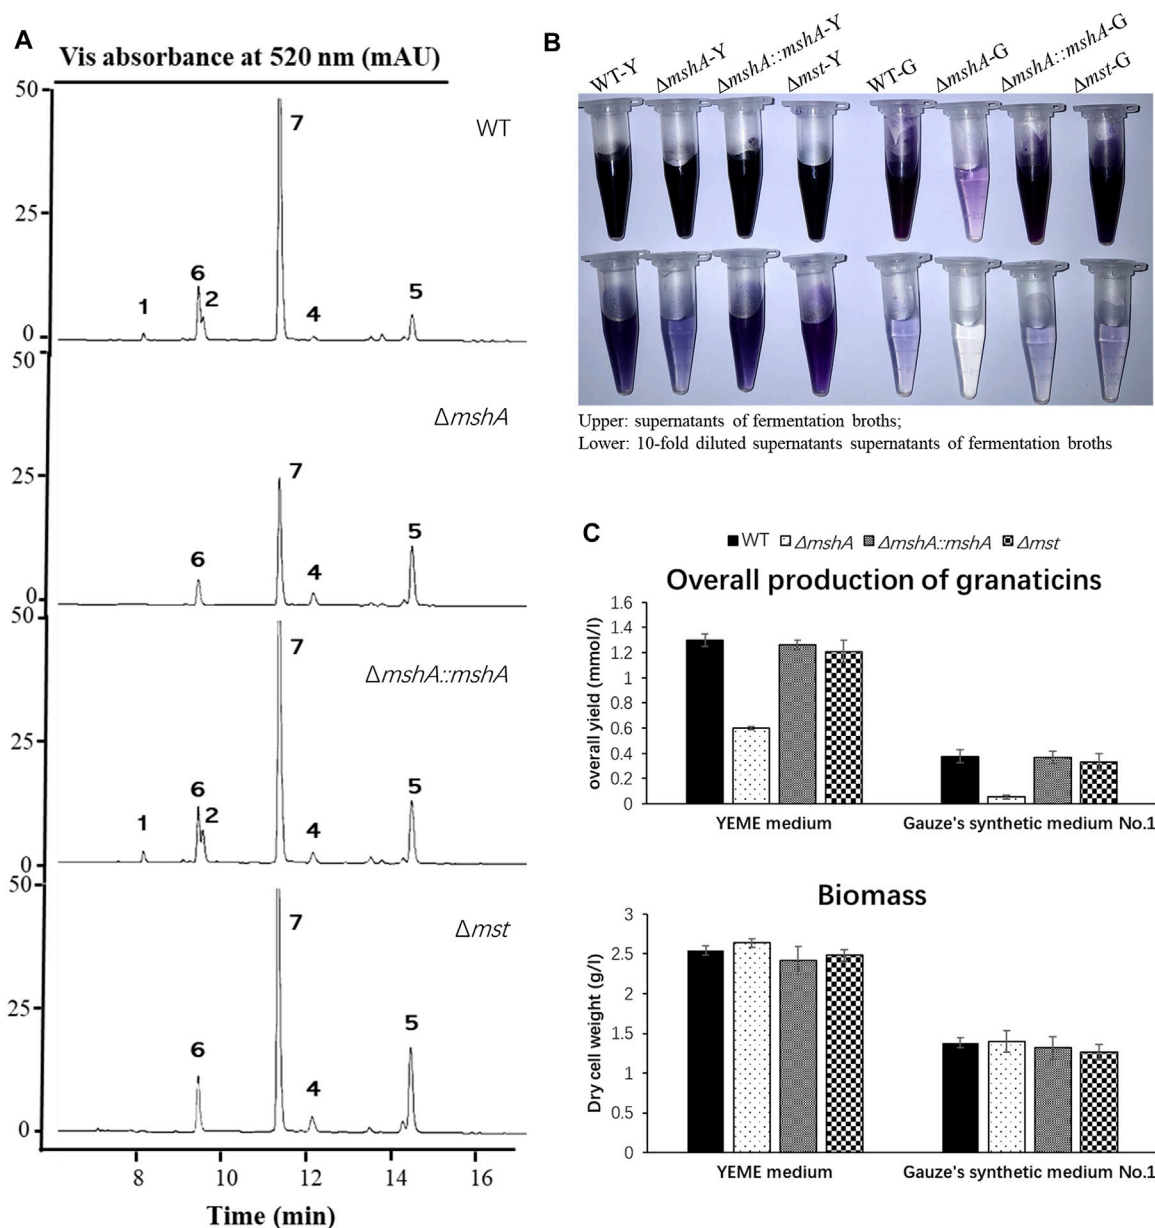 A
Vis absorbance at 520 nm (mAU)
50
WT
7
25
6
2
1
4
5
0
50
ΔmshA
7
25
5
6
4
0
50
7
ΔmshA::mshA
25
6
2
5
1
4
0
50
7
Δmst
25
5
6
4
0
8 10 12 14 16
Time (min)
B
WT-Y ΔmshA-Y ΔmshA::mshA-Y Δmst-Y WT-G ΔmshA-G ΔmshA::mshA-G Δmst-G
Upper: supernatants of fermentation broths;
Lower: 10-fold diluted supernatants supernatants of fermentation broths
C
WT ΔmshA ΔmshA::mshA Δmst
Overall production of granaticins
overall yield (mmol/l)
1.6
1.4
1.2
1
0.8
0.6
0.4
0.2
0
YEME medium Gauze's synthetic medium No.1
Biomass
Dry cell weight (g/l)
3
2.5
2
1.5
1
0.5
0
YEME medium Gauze's synthetic medium No.1